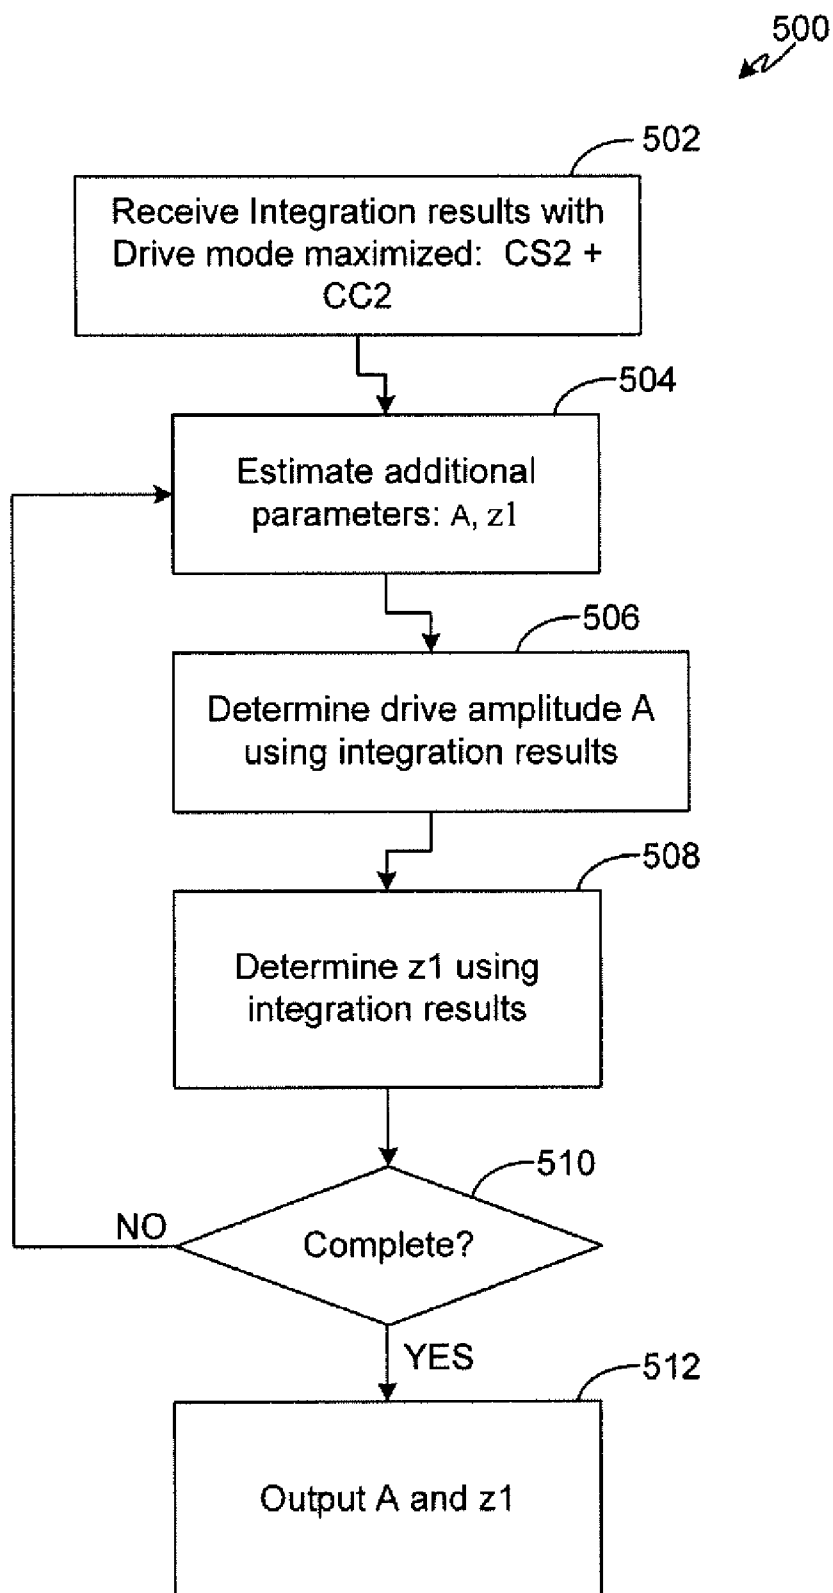 500
502
Receive Integration results with
Drive mode maximized: CS2 +
CC2
504
Estimate additional
parameters: A, z1
506
Determine drive amplitude A
using integration results
508
Determine z1 using
integration results
510
NO
Complete?
YES
512
Output A and z1